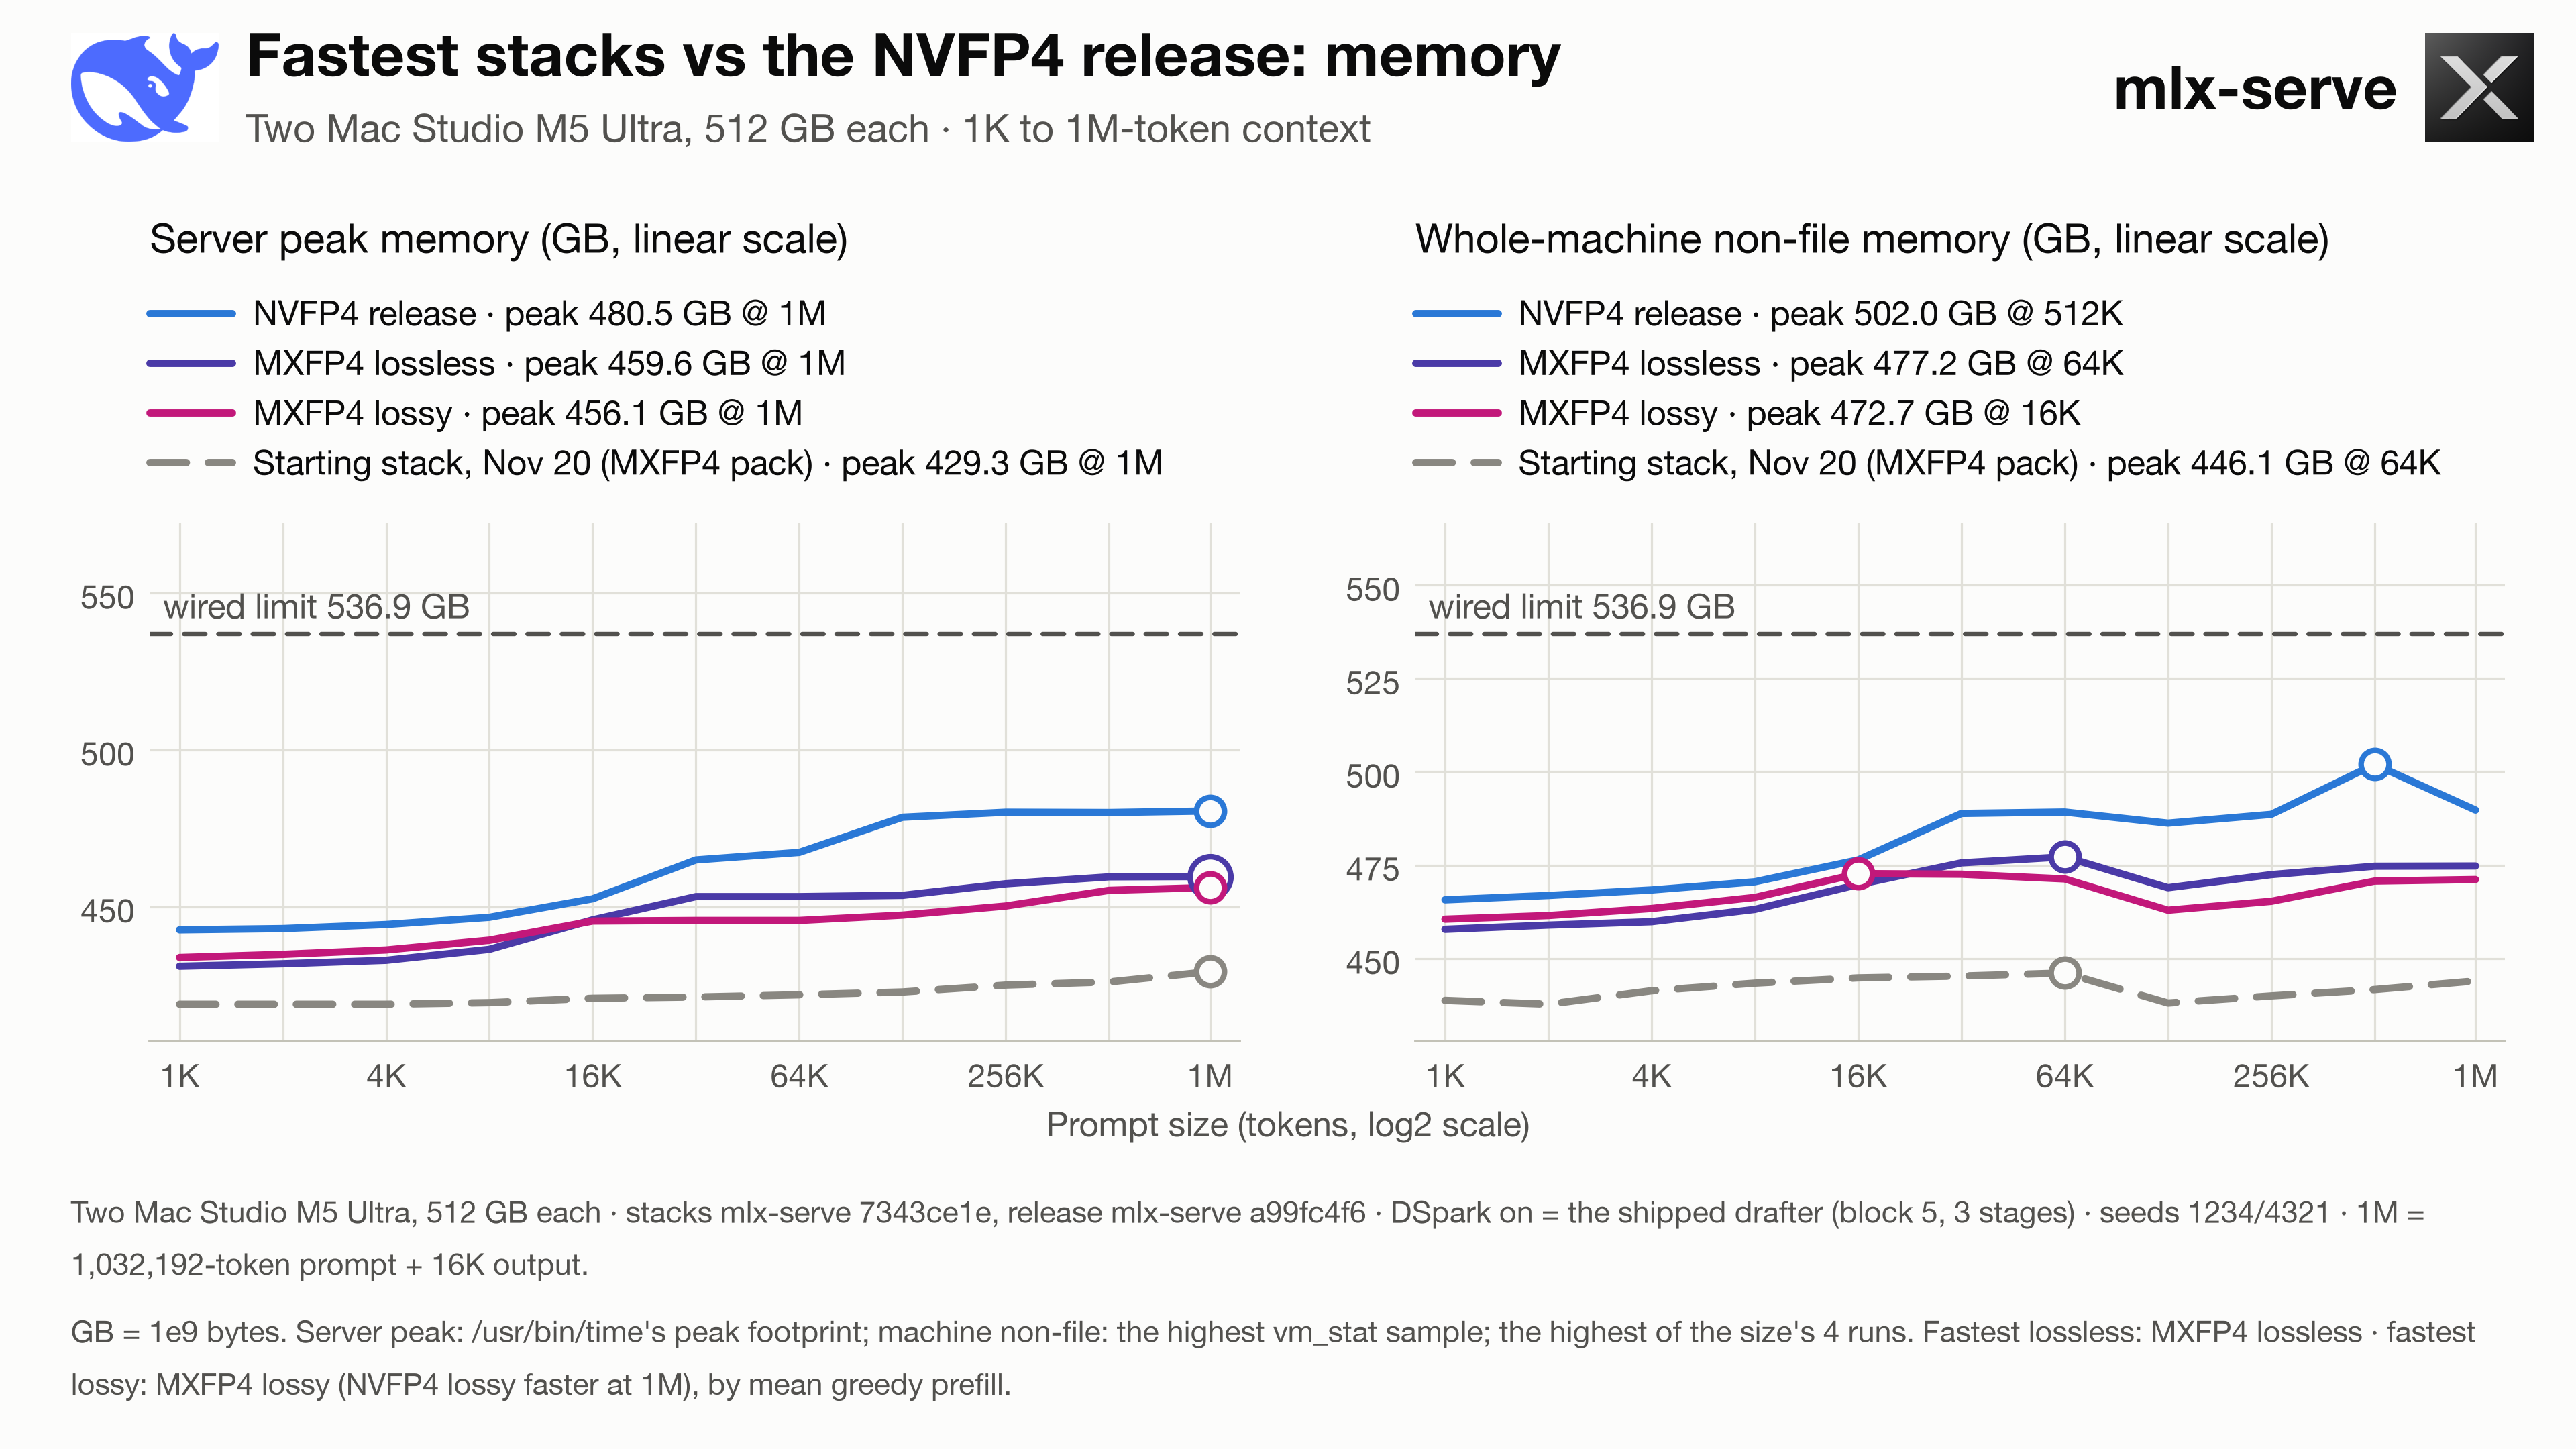 Fastest stacks vs the NVFP4 release: memory
Two Mac Studio M5 Ultra, 512 GB each · 1K to 1M-token context
mlx-serve
Server peak memory (GB, linear scale)
NVFP4 release · peak 480.5 GB @ 1M
MXFP4 lossless · peak 459.6 GB @ 1M
MXFP4 lossy · peak 456.1 GB @ 1M
Starting stack, Nov 20 (MXFP4 pack) · peak 429.3 GB @ 1M
550
wired limit 536.9 GB
500
450
1K 4K 16K 64K 256K 1M
Whole-machine non-file memory (GB, linear scale)
NVFP4 release · peak 502.0 GB @ 512K
MXFP4 lossless · peak 477.2 GB @ 64K
MXFP4 lossy · peak 472.7 GB @ 16K
Starting stack, Nov 20 (MXFP4 pack) · peak 446.1 GB @ 64K
550
wired limit 536.9 GB
525
500
475
450
1K 4K 16K 64K 256K 1M
Prompt size (tokens, log2 scale)
Two Mac Studio M5 Ultra, 512 GB each · stacks mlx-serve 7343ce1e, release mlx-serve a99fc4f6 · DSpark on = the shipped drafter (block 5, 3 stages) · seeds 1234/4321 · 1M =
1,032,192-token prompt + 16K output.
GB = 1e9 bytes. Server peak: /usr/bin/time's peak footprint; machine non-file: the highest vm_stat sample; the highest of the size's 4 runs. Fastest lossless: MXFP4 lossless · fastest
lossy: MXFP4 lossy (NVFP4 lossy faster at 1M), by mean greedy prefill.